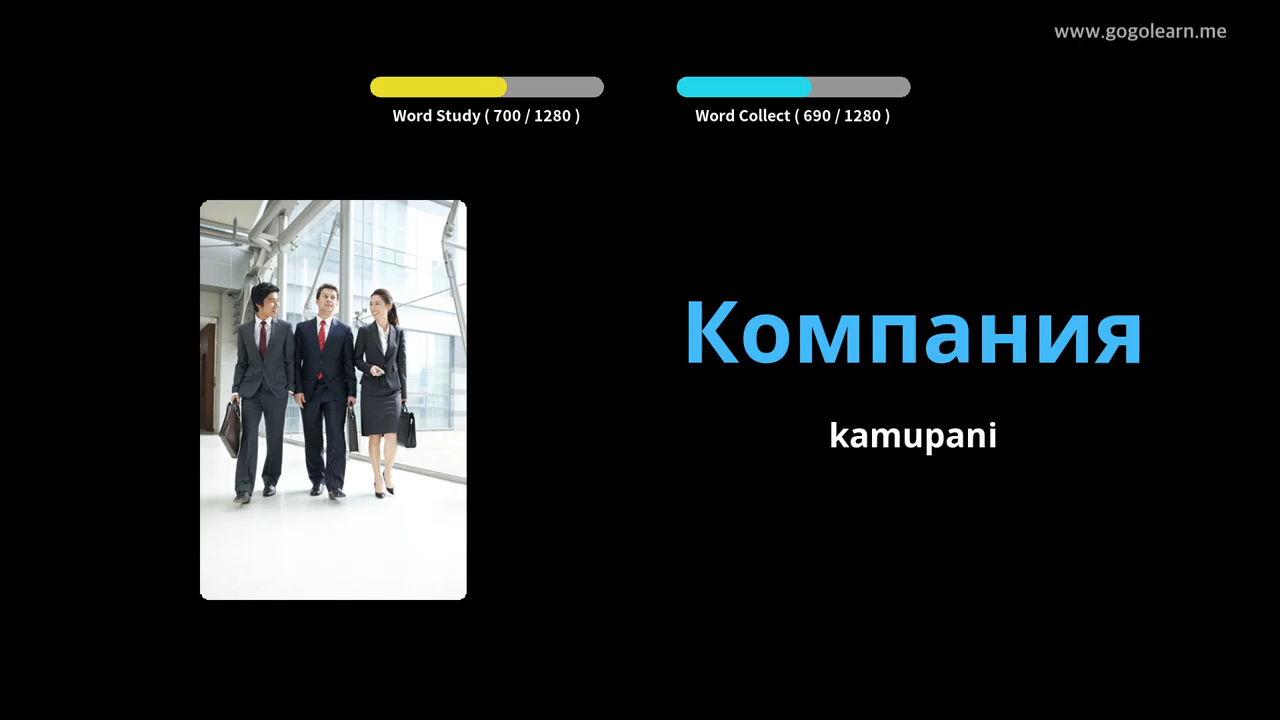 www.gogolearn.me
Word Study ( 700 / 1280 )
Word Collect ( 690 / 1280 )
Компания
kamupani